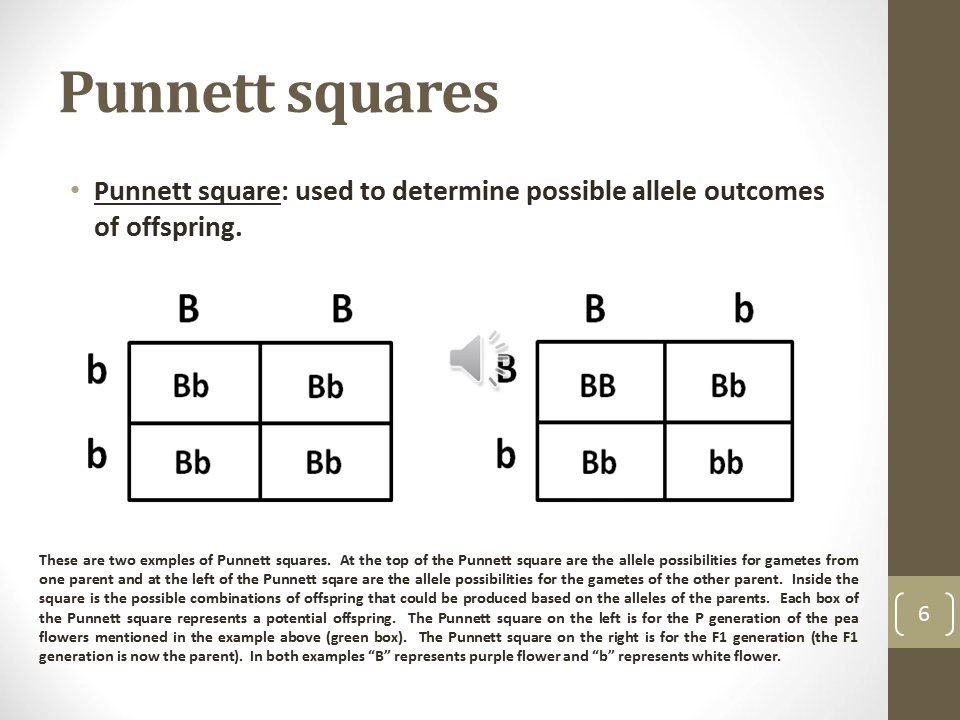 Punnett squares
• Punnett square: used to determine possible allele outcomes
of offspring.
B B
b Bb Bb
b Bb Bb
B b
B BB Bb
b Bb bb
These are two exmples of Punnett squares. At the top of the Punnett square are the allele possibilities for gametes from
one parent and at the left of the Punnett sqare are the allele possibilities for the gametes of the other parent. Inside the
square is the possible combinations of offspring that could be produced based on the alleles of the parents. Each box of
the Punnett square represents a potential offspring. The Punnett square on the left is for the P generation of the pea
flowers mentioned in the example above (green box). The Punnett square on the right is for the F1 generation (the F1
generation is now the parent). In both examples “B” represents purple flower and “b” represents white flower.
6